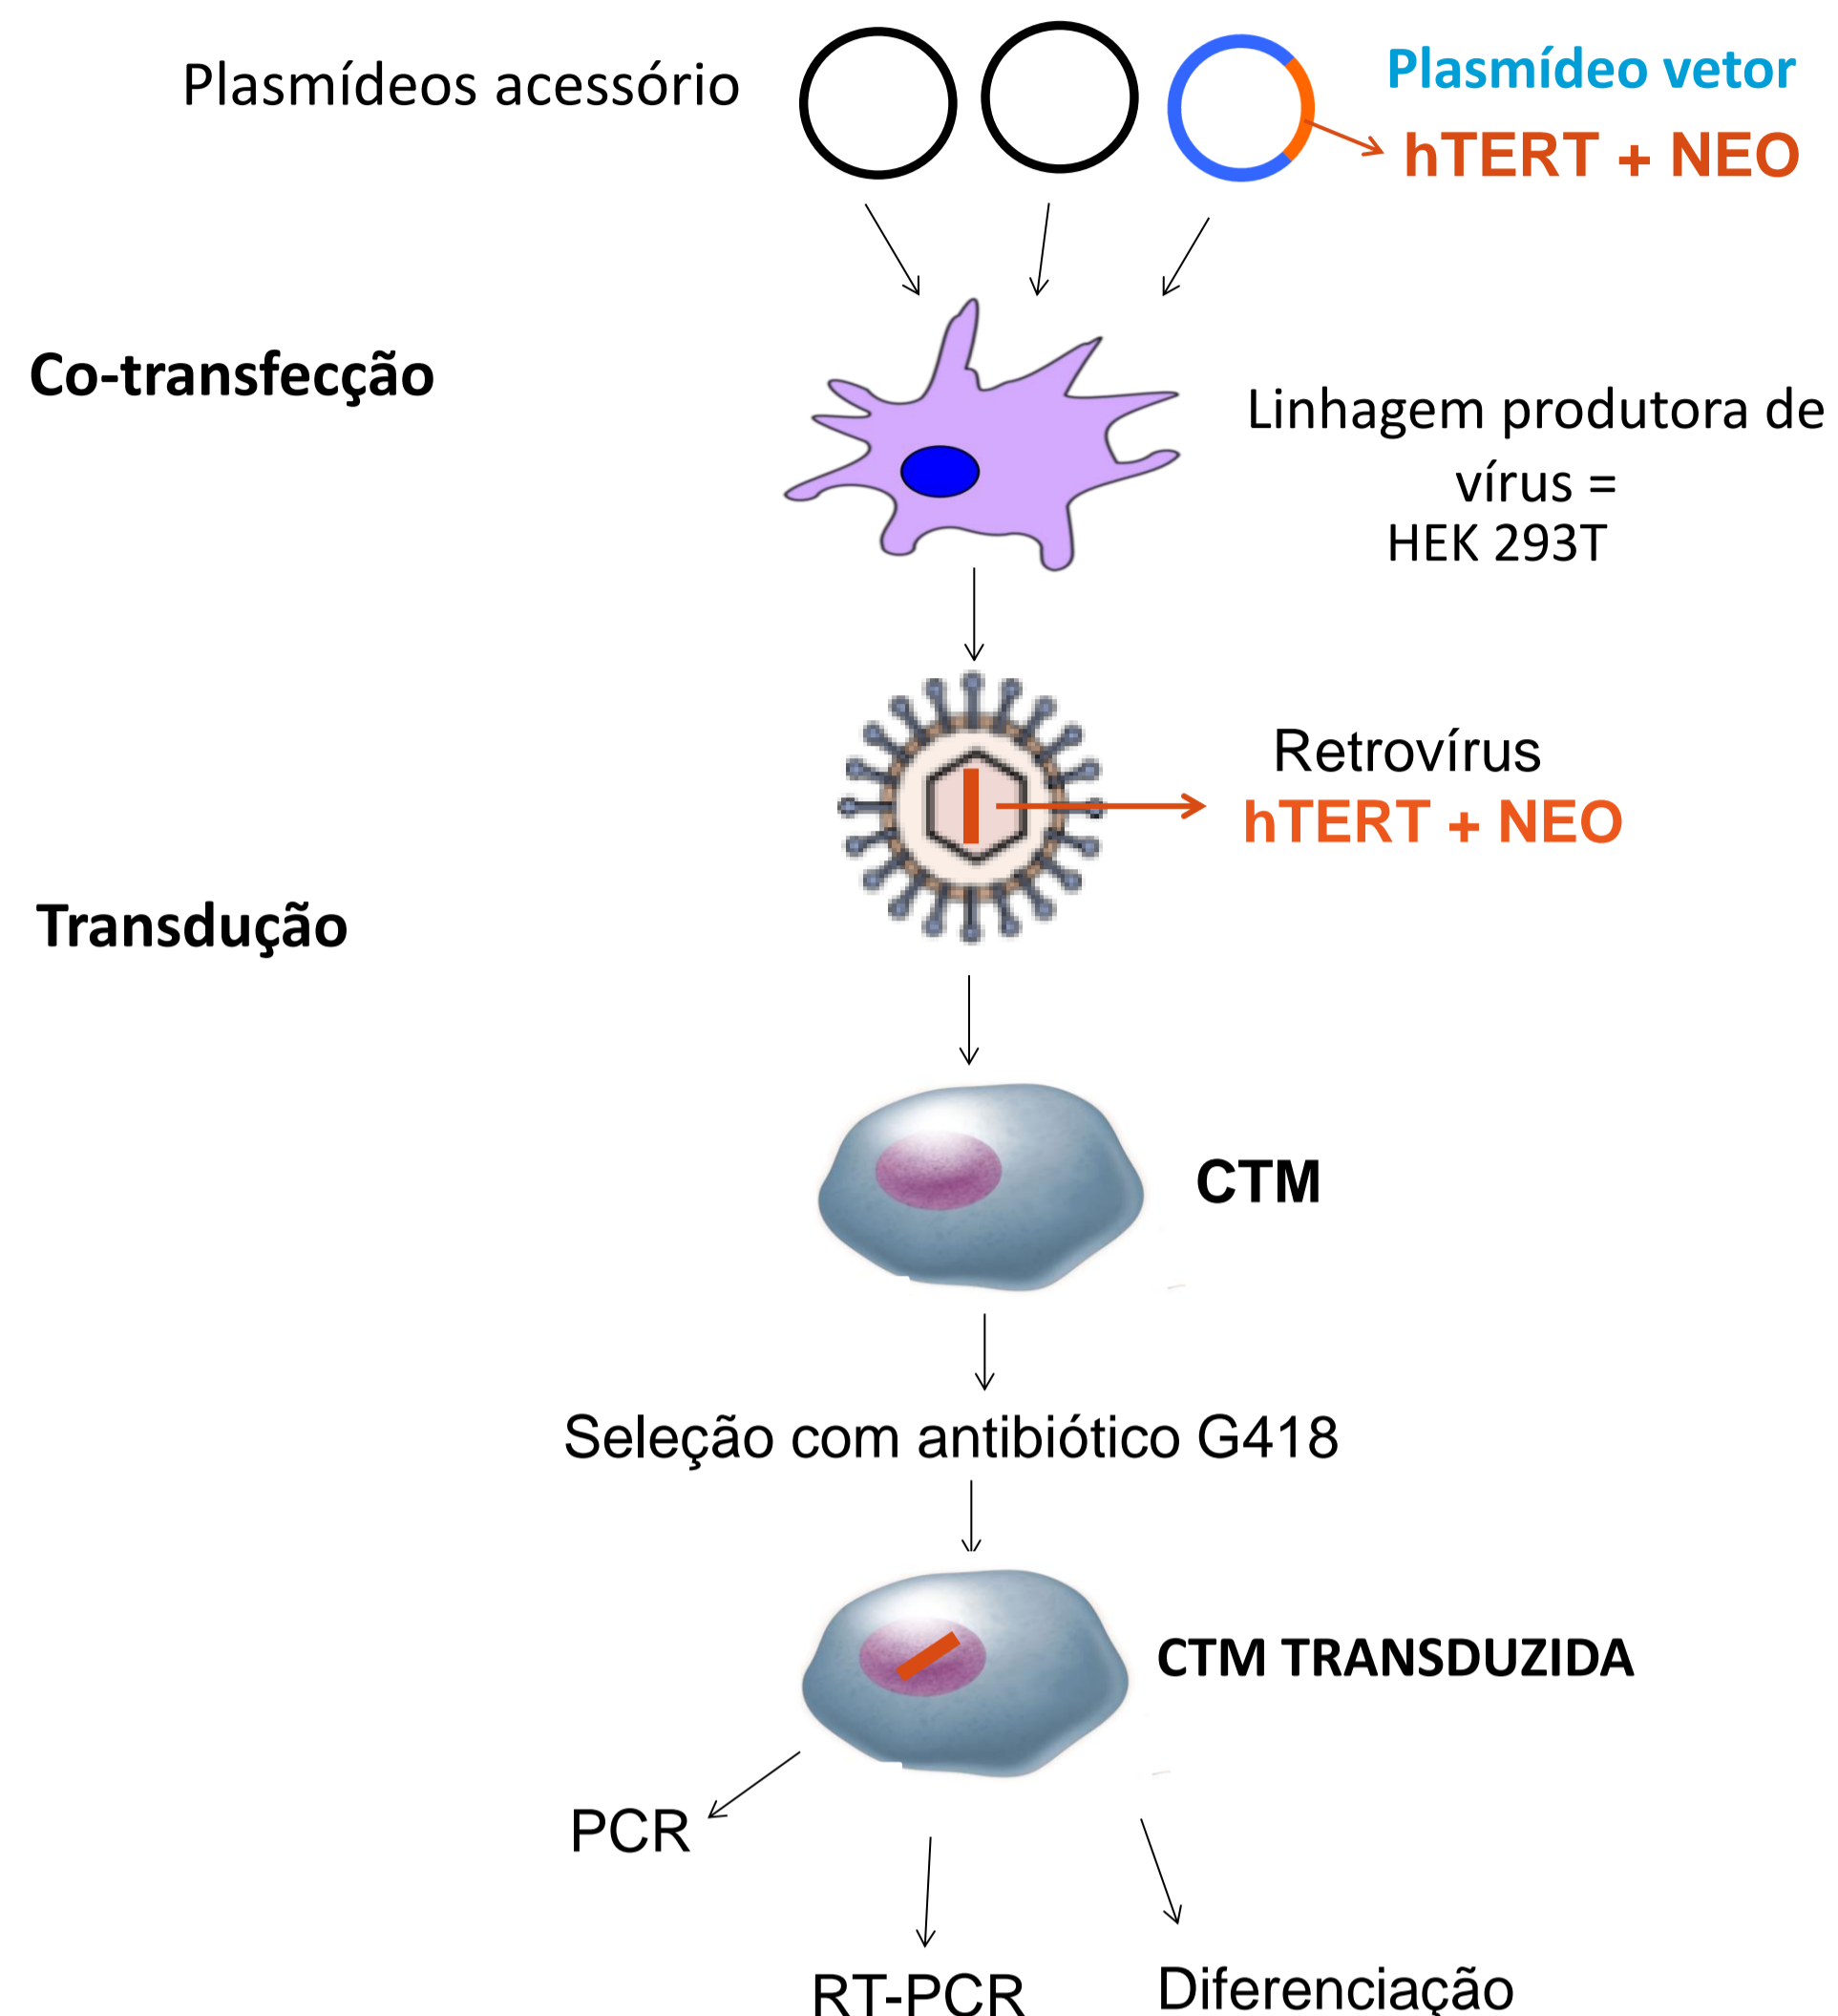 Plasmídeos acessório
Plasmídeo vetor
hTERT + NEO
Co-transfecção
Linhagem produtora de
vírus =
HEK 293T
Retrovírus
hTERT + NEO
Transdução
CTM
Seleção com antibiótico G418
CTM TRANSDUZIDA
PCR
RT-PCR
Diferenciação